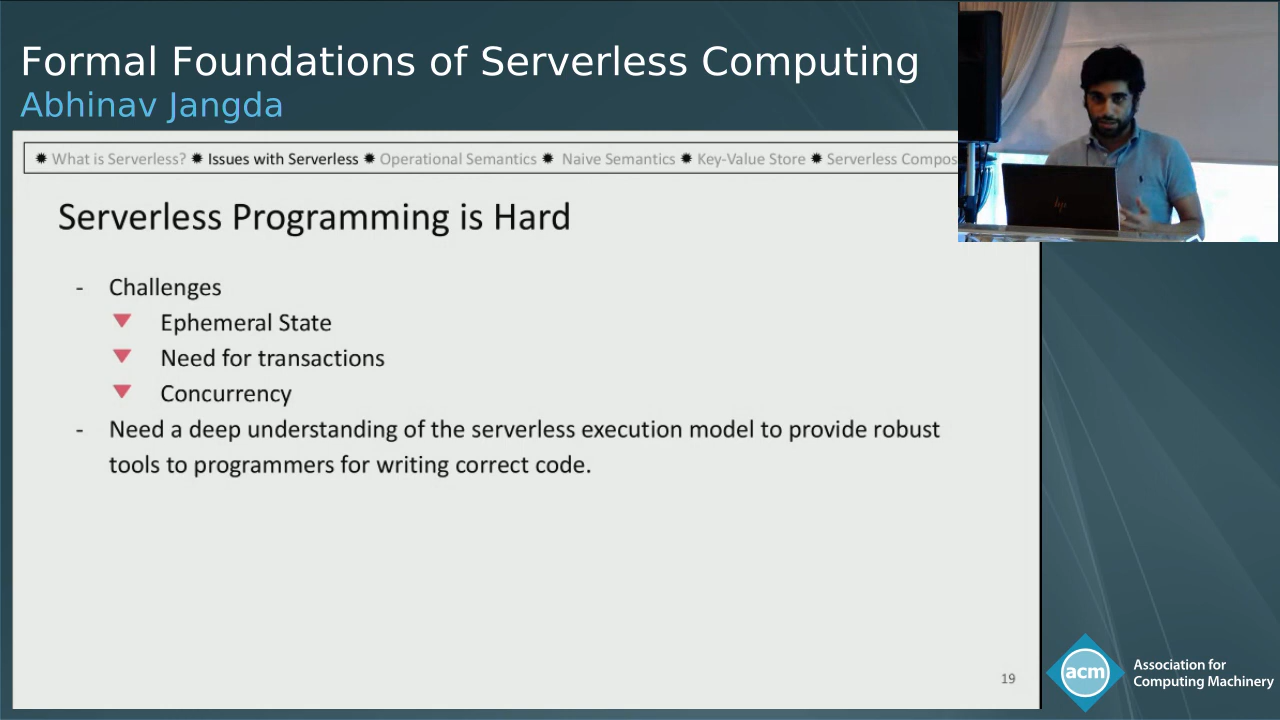 Formal Foundations of Serverless Computing
Abhinav Jangda
✹ What is Serverless? ✹ Issues with Serverless ✹ Operational Semantics ✹ Naive Semantics ✹ Key-Value Store ✹ Serverless Compos
Serverless Programming is Hard
- Challenges
▼ Ephemeral State
▼ Need for transactions
▼ Concurrency
- Need a deep understanding of the serverless execution model to provide robust
tools to programmers for writing correct code.
19
hp
acm
Association for
Computing Machinery